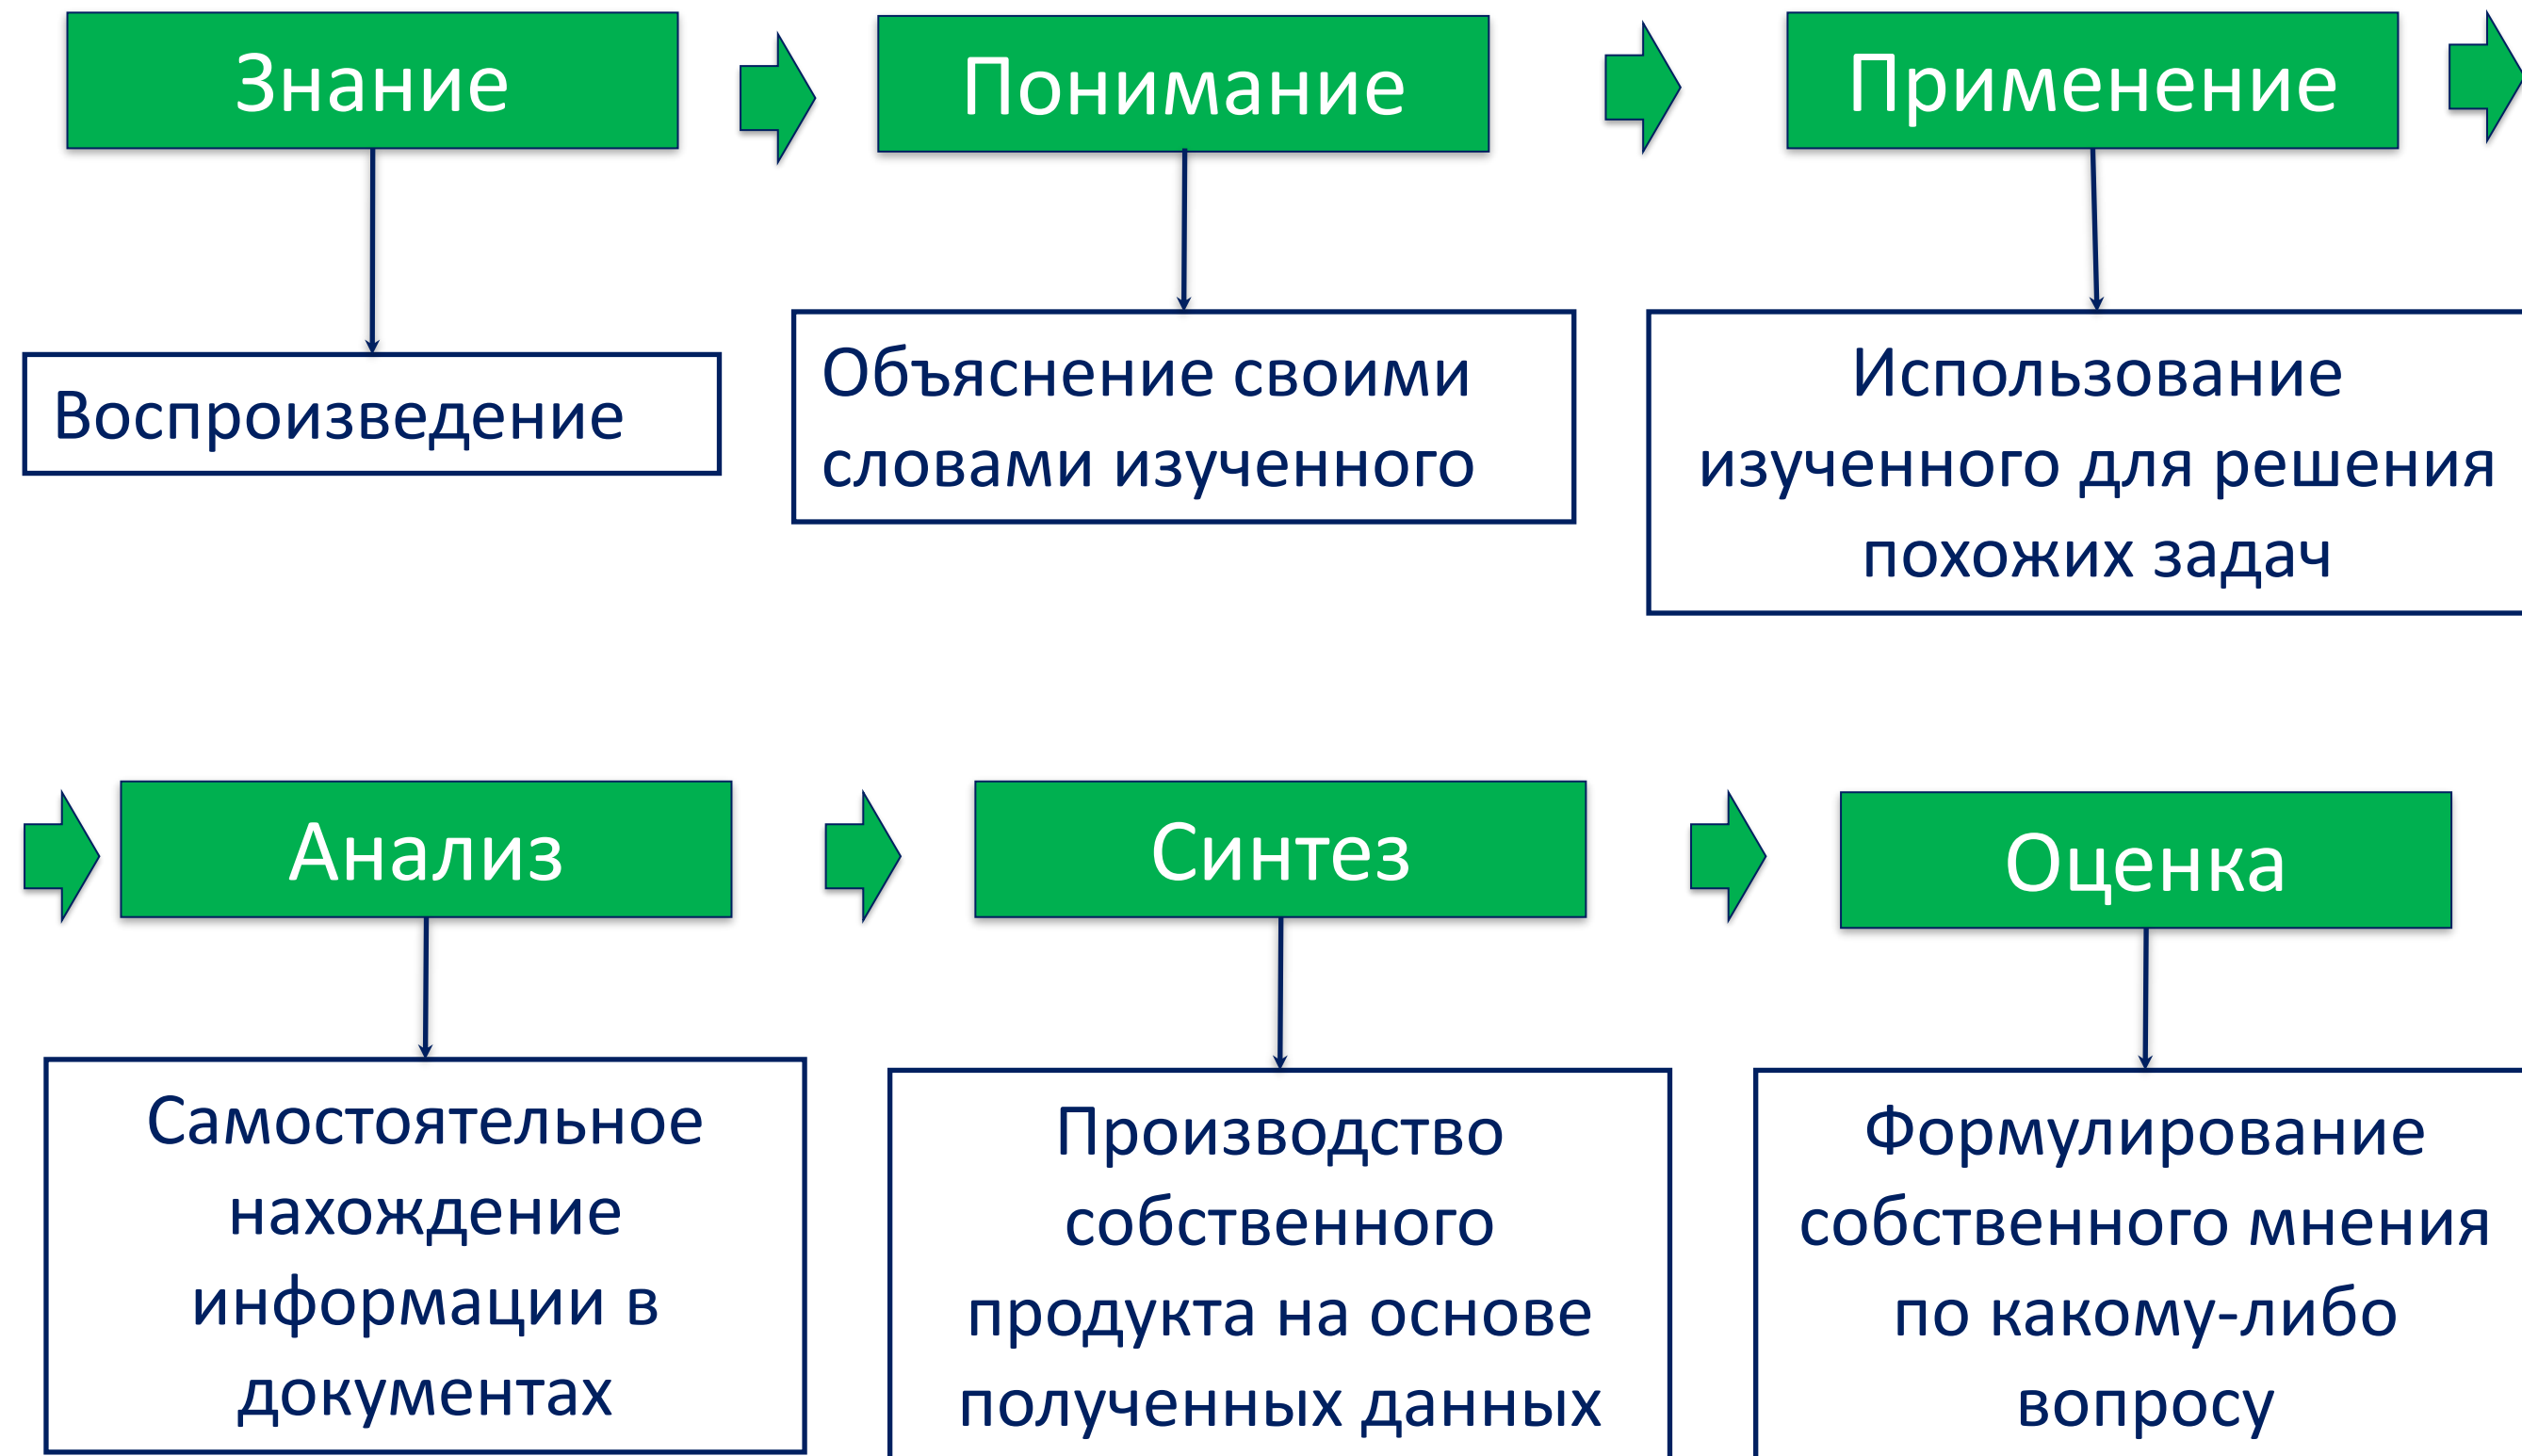 Знание
Понимание
Применение
Воспроизведение
Объяснение своими
словами изученного
Использование
изученного для решения
похожих задач
Анализ
Синтез
Оценка
Самостоятельное
нахождение
информации в
документах
Производство
собственного
продукта на основе
полученных данных
Формулирование
собственного мнения
по какому-либо
вопросу